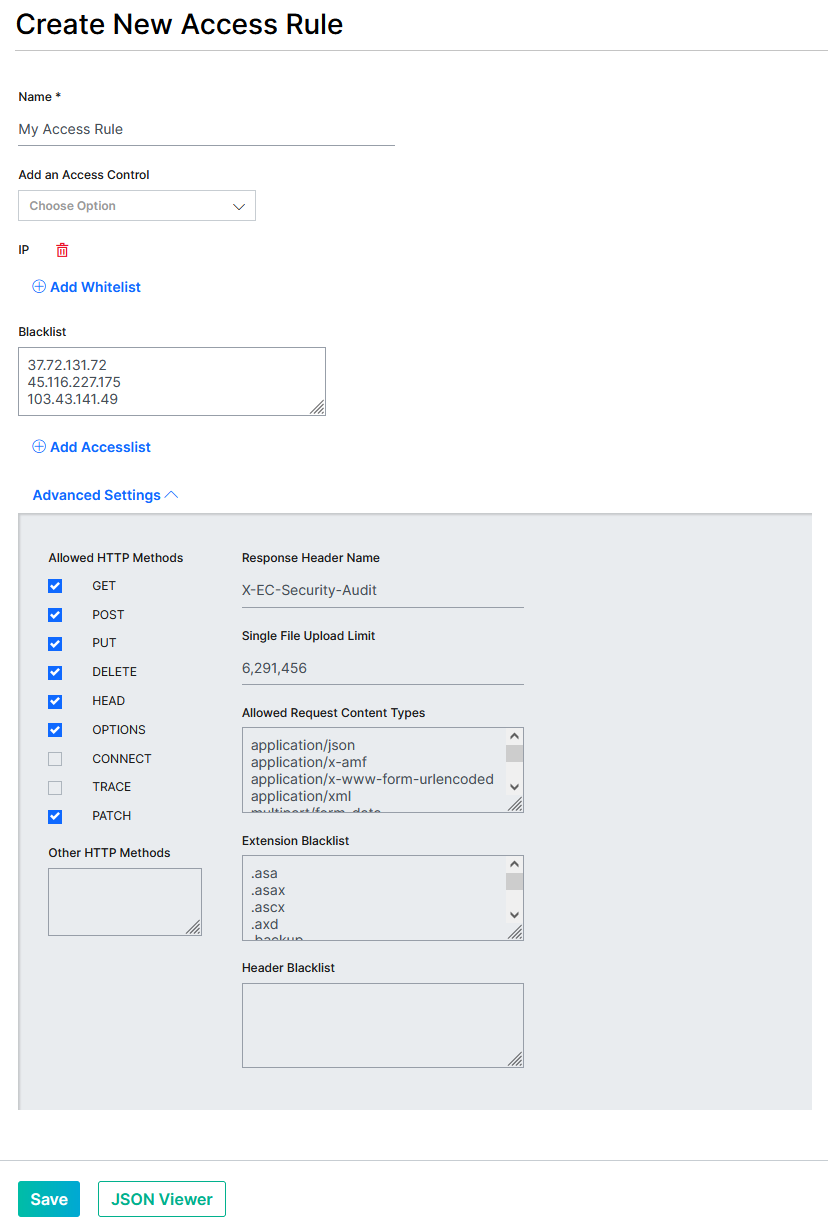 Create New Access Rule
Name *
My Access Rule
Add an Access Control
Choose Option
IP
Add Whitelist
Blacklist
37.72.131.72
45.116.227.175
103.43.141.49
Add Accesslist
Advanced Settings
Allowed HTTP Methods
GET
POST
PUT
DELETE
HEAD
OPTIONS
CONNECT
TRACE
PATCH
Other HTTP Methods
Response Header Name
X-EC-Security-Audit
Single File Upload Limit
6,291,456
Allowed Request Content Types
application/json
application/x-amf
application/x-www-form-urlencoded
application/xml
multipart/form-data
Extension Blacklist
.asa
.asax
.ascx
.axd
.backup
Header Blacklist
Save
JSON Viewer